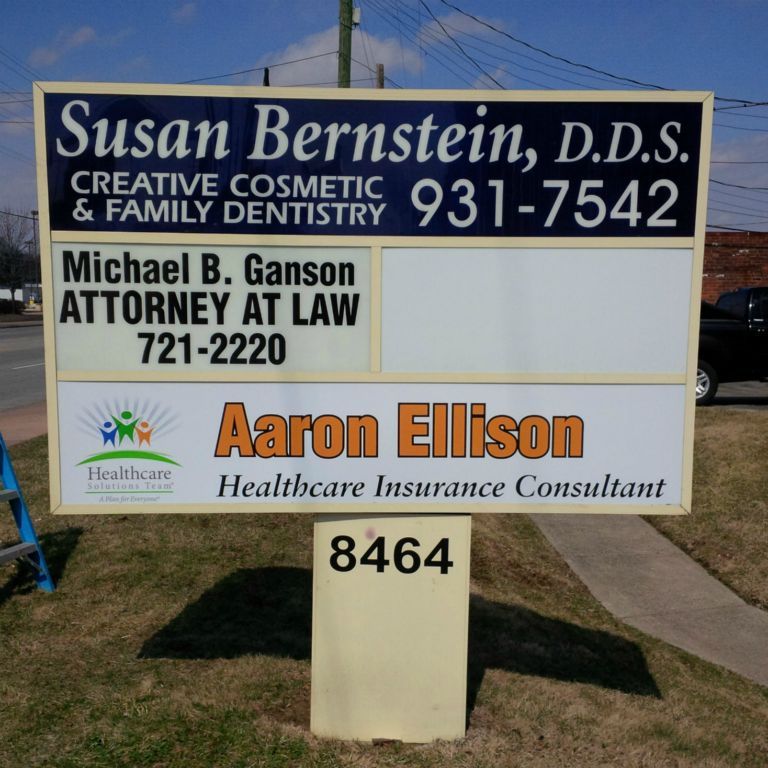 Susan Bernstein, D.D.S.
CREATIVE COSMETIC
& FAMILY DENTISTRY 931-7542
Michael B. Ganson
ATTORNEY AT LAW
721-2220
Aaron Ellison
Healthcare Insurance Consultant
Healthcare
Solutions Team
A Plan for Everyone
8464